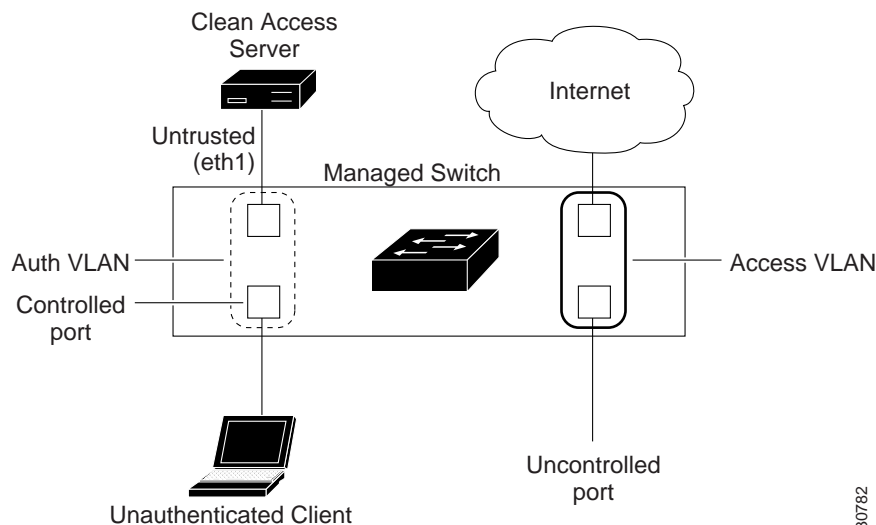 Clean Access
Server
Internet
Untrusted
(eth1)
Managed Switch
Auth VLAN
Access VLAN
Controlled
port
Uncontrolled
port
Unauthenticated Client